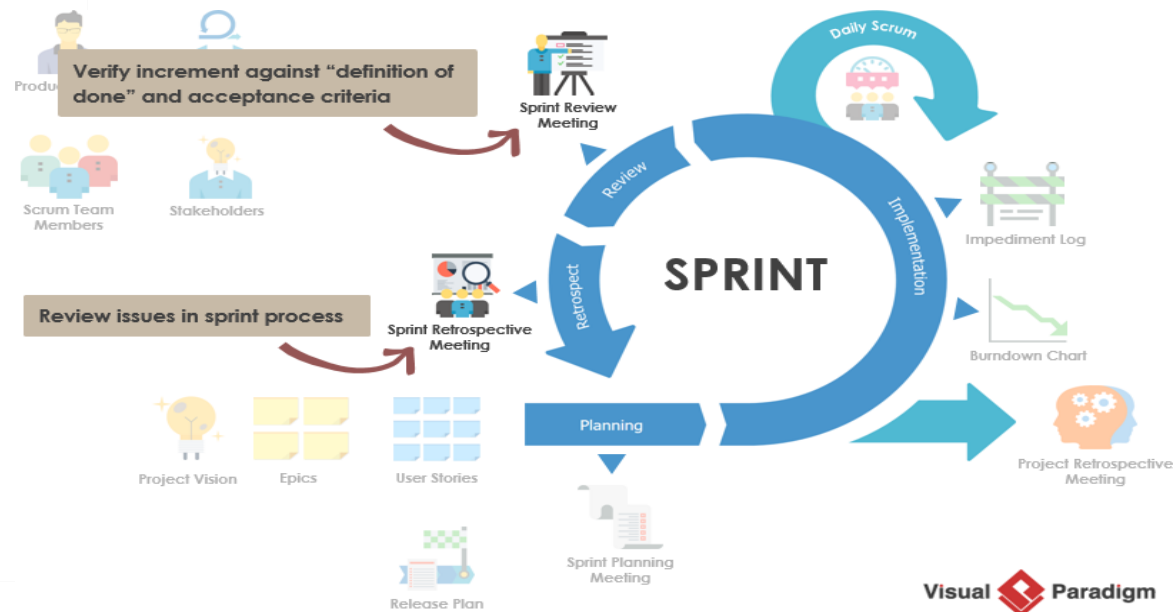 Daily Scrum
Verify increment against “definition of
done” and acceptance criteria
Sprint Review
Meeting
Scrum Team
Members
Stakeholders
Review
Implementation
Impediment Log
SPRINT
Retrospect
Review issues in sprint process
Sprint Retrospective
Meeting
Burndown Chart
Planning
Project Vision
Epics
User Stories
Project Retrospective
Meeting
Sprint Planning
Meeting
Release Plan
Visual Paradigm